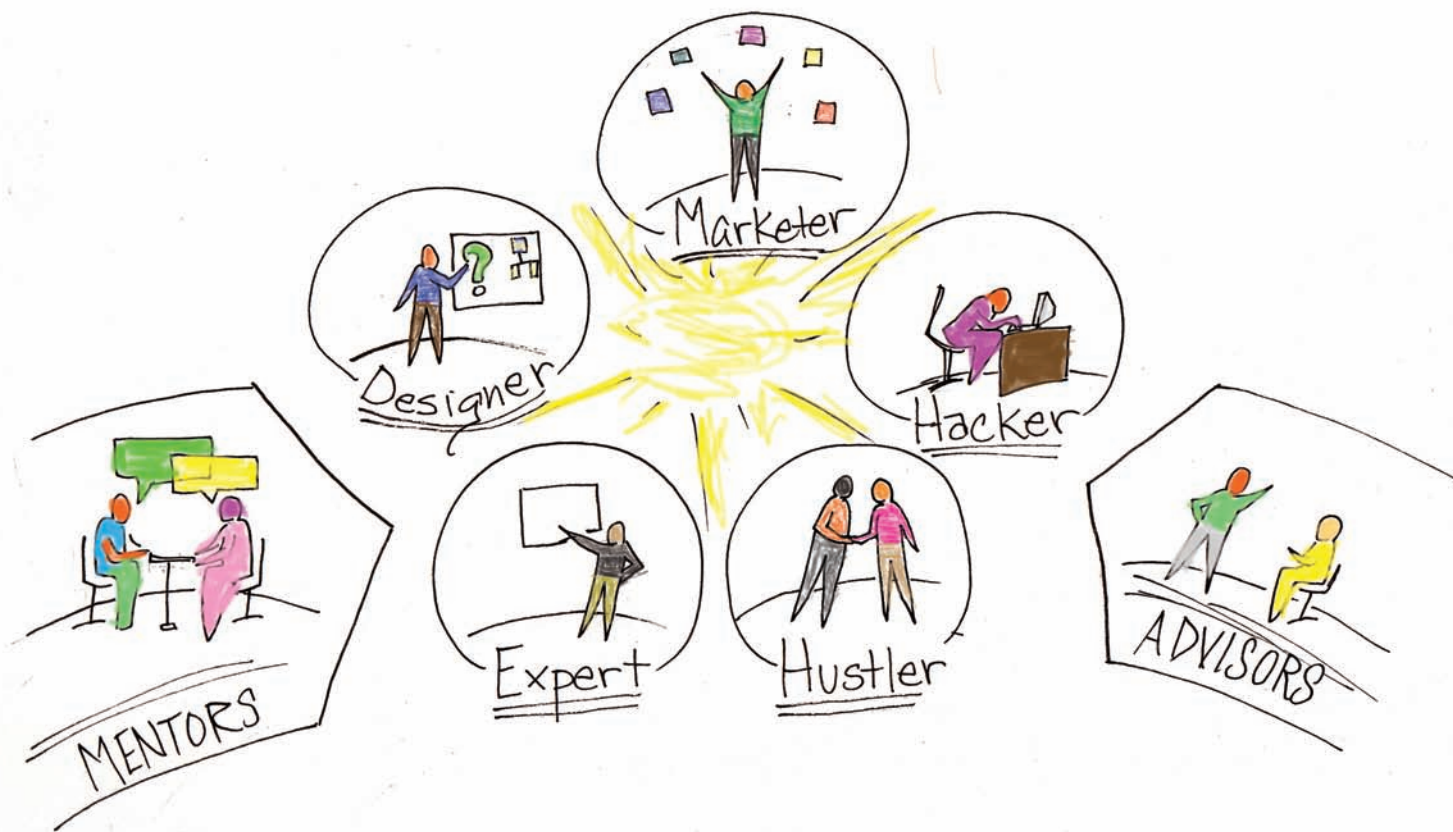 Marketer
Designer
Hacker
Expert
Hustler
MENTORS
ADVISORS
?